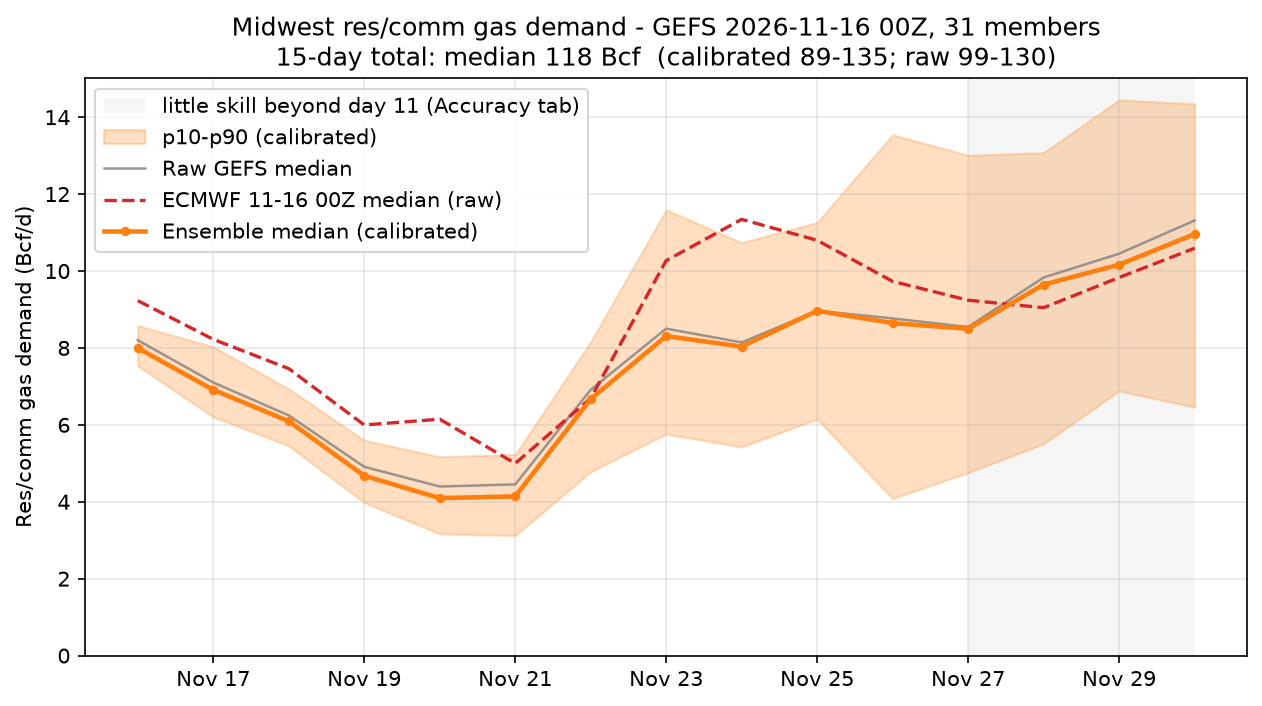 Midwest res/comm gas demand - GEFS 2026-11-16 00Z, 31 members
15-day total: median 118 Bcf  (calibrated 89-135; raw 99-130)
little skill beyond day 11 (Accuracy tab)
p10-p90 (calibrated)
Raw GEFS median
ECMWF 11-16 00Z median (raw)
Ensemble median (calibrated)
Res/comm gas demand (Bcf/d)
14
12
10
8
6
4
2
0
Nov 17
Nov 19
Nov 21
Nov 23
Nov 25
Nov 27
Nov 29